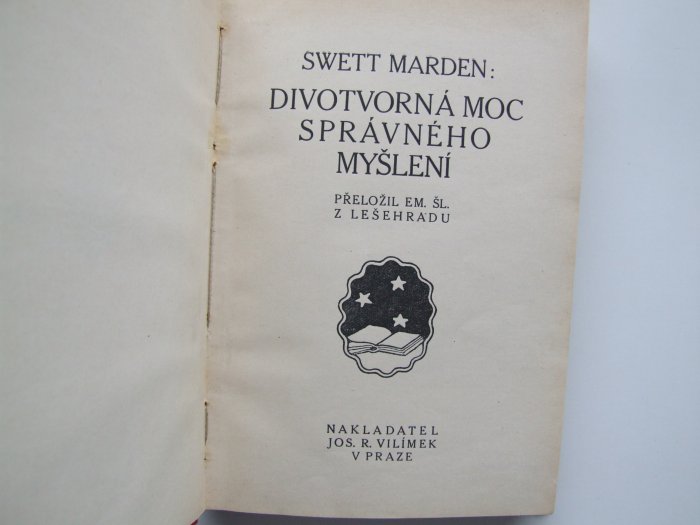 SWETT MARDEN:
DIVOTVORNÁ MOC
SPRÁVNÉHO
MYŠLENÍ
PŘELOŽIL EM. ŠL.
Z LEŠEHRADU
NAKLADATEL
JOS. R. VILÍMEK
V PRAZE